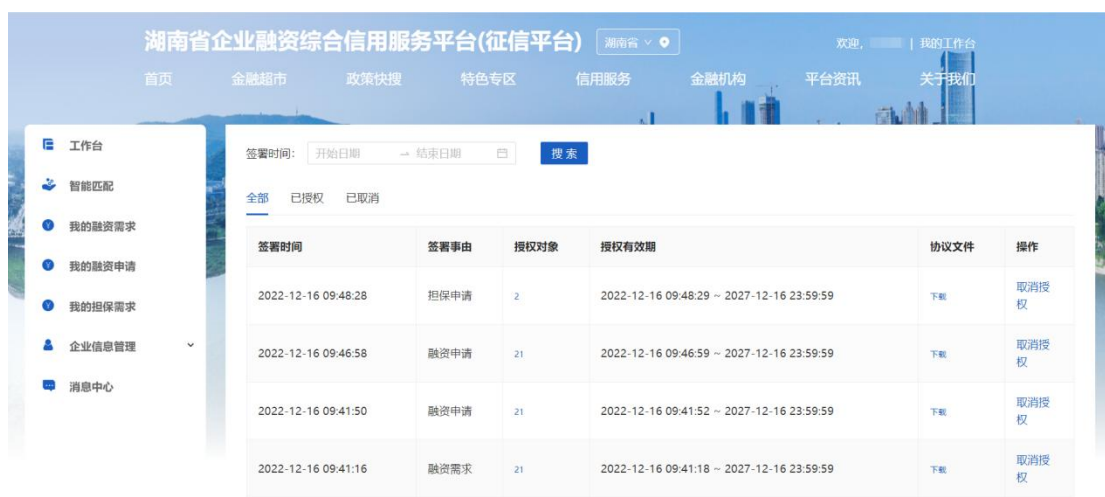 湖南省企业融资综合信用服务平台(征信平台) 湖南省
欢迎, | 我的工作台
首页 金融超市 政策快搜 特色专区 信用服务 金融机构 平台资讯 关于我们
工作台
智能匹配
我的融资需求
我的融资申请
我的担保需求
企业信息管理
消息中心
签署时间: 开始日期 → 结束日期 搜索
全部 已授权 已取消
签署时间 签署事由 授权对象 授权有效期 协议文件 操作
2022-12-16 09:48:28 担保申请 2 2022-12-16 09:48:29 ~ 2027-12-16 23:59:59 下载 取消授
权
2022-12-16 09:46:58 融资申请 21 2022-12-16 09:46:59 ~ 2027-12-16 23:59:59 下载 取消授
权
2022-12-16 09:41:50 融资申请 21 2022-12-16 09:41:52 ~ 2027-12-16 23:59:59 下载 取消授
权
2022-12-16 09:41:16 融资需求 21 2022-12-16 09:41:18 ~ 2027-12-16 23:59:59 下载 取消授
权